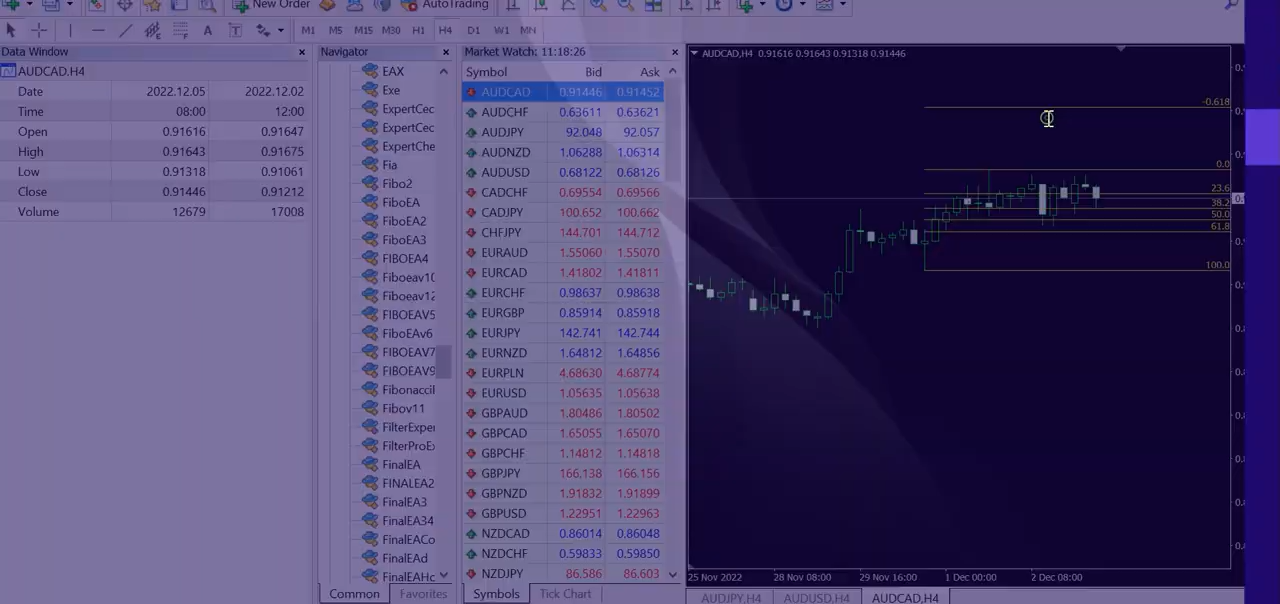 New Order
AutoTrading
M1 M5 M15 M30 H1 H4 D1 W1 MN
Data Window
AUDCAD.H4
Date 2022.12.05 2022.12.02
Time 08:00 12:00
Open 0.91616 0.91647
High 0.91643 0.91675
Low 0.91318 0.91061
Close 0.91446 0.91212
Volume 12679 17008
Navigator
EAX
Exe
ExpertCec
ExpertCec
ExpertChe
Fia
Fibo2
FiboEA
FiboEA2
FiboEA3
FIBOEA4
Fiboeav10
Fiboeav12
FIBOEAV5
FiboEAv6
FIBOEAV7
FIBOEAV9
Fibonaccil
Fibov11
FilterExper
FilterProEx
FinalEA
FINALEA2
FinalEA3
FinalEA34
FinalEACo
FinalEAd
FinalEAHc
Common Favorites
Market Watch: 11:18:26
Symbol Bid Ask
AUDCAD 0.91446 0.91452
AUDCHF 0.63611 0.63621
AUDJPY 92.048 92.057
AUDNZD 1.06288 1.06314
AUDUSD 0.68122 0.68126
CADCHF 0.69554 0.69566
CADJPY 100.652 100.662
CHFJPY 144.701 144.712
EURAUD 1.55060 1.55070
EURCAD 1.41802 1.41811
EURCHF 0.98637 0.98638
EURGBP 0.85914 0.85918
EURJPY 142.741 142.744
EURNZD 1.64812 1.64856
EURPLN 4.68630 4.68774
EURUSD 1.05635 1.05638
GBPAUD 1.80486 1.80502
GBPCAD 1.65055 1.65070
GBPCHF 1.14812 1.14818
GBPJPY 166.138 166.156
GBPNZD 1.91832 1.91899
GBPUSD 1.22951 1.22963
NZDCAD 0.86014 0.86048
NZDCHF 0.59833 0.59850
NZDJPY 86.586 86.603
Symbols Tick Chart
AUDCAD,H4 0.91616 0.91643 0.91318 0.91446
-0.618
0.0
23.6
38.2
50.0
61.8
100.0
25 Nov 2022 28 Nov 08:00 29 Nov 16:00 1 Dec 00:00 2 Dec 08:00
AUDJPY,H4 AUDUSD,H4 AUDCAD,H4